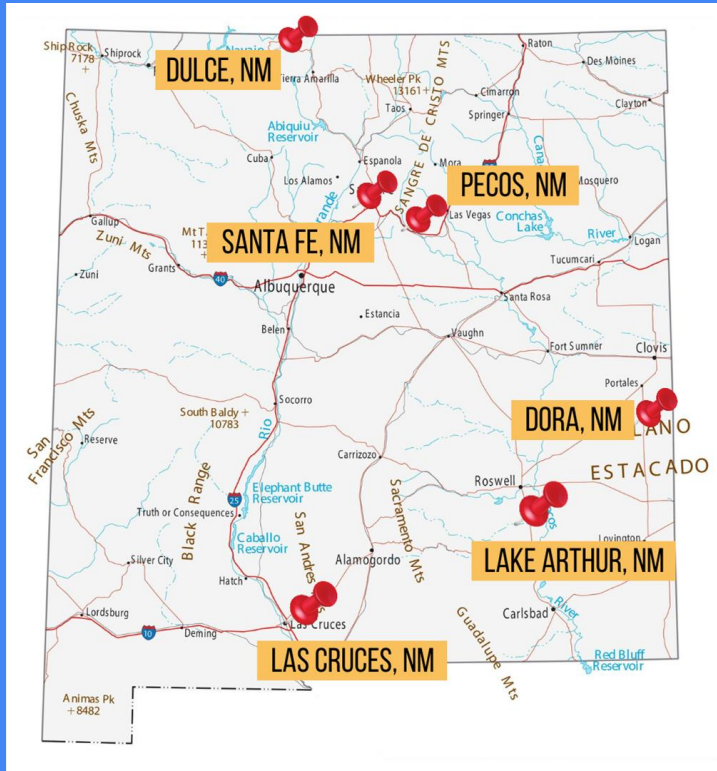 Ship Rock
7178
Shiprock
Navajo
DULCE, NM
Tierra Amarilla
Wheeler Pk
13161
Taos
Raton
Des Moines
Cimarron
Springer
Clayton
Chuska Mts
Abiquiu
Reservoir
Cuba
Española
Los Alamos
SANGRE DE CRISTO MTS
Mora
PECOS, NM
Mosquero
Las Vegas
Conchas
Lake
River
Logan
Gallup
Zuni Mts
SANTA FE, NM
Tucumcari
Zuni
Grants
40
Albuquerque
Santa Rosa
Estancia
Belen
Vaughn
Fort Sumner
Clovis
Portales
South Baldy
10783
Socorro
Rio
DORA, NM
San
Francisco Mts
Reserve
Carrizozo
ESTACADO
Roswell
Black Range
25
Elephant Butte
Reservoir
Truth or Consequences
Caballo
Reservoir
San Andres
Sacramento Mts
Alamogordo
Lovington
LAKE ARTHUR, NM
Silver City
Hatch
Lordsburg
10
Deming
Las Cruces
Carlsbad
River
Guadalupe Mts
LAS CRUCES, NM
Red Bluff
Reservoir
Animas Pk
8482